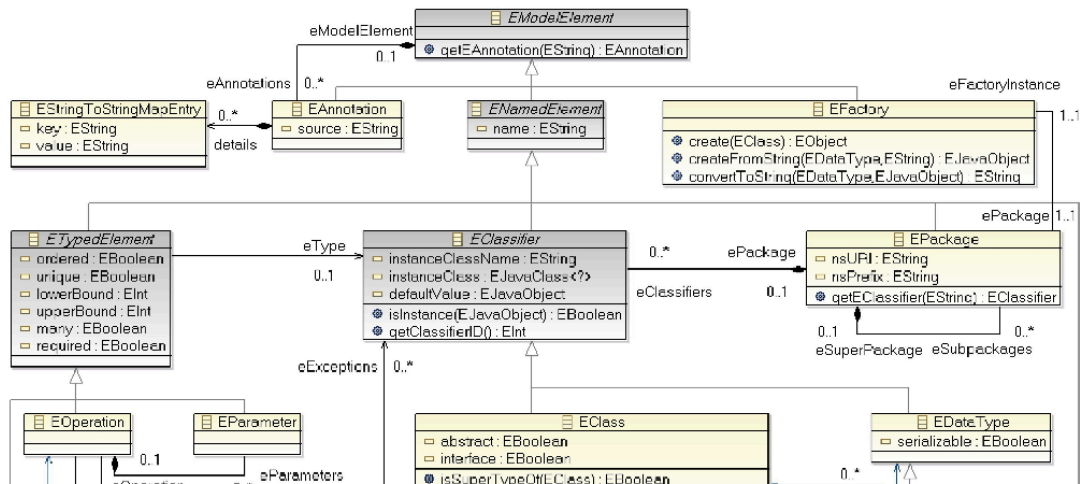 EModelElement
getEAnnotation(EString) : EAnnotation
eModelElement
0..1
eAnnotations 0..*
eFactoryInstance
1..1
EStringToStringMapEntry
key : EString
value : EString
0..*
details
EAnnotation
source : EString
ENamedElement
name : EString
EFactory
create(EClass) : EObject
createFromString(EDataType,EString) : EJavaObject
convertToString(EDataType,EJavaObject) : EString
ePackage 1..1
ETypedElement
ordered : EBoolean
unique : EBoolean
lowerBound : EInt
upperBound : EInt
many : EBoolean
required : EBoolean
eType
0..1
EClassifier
instanceClassName : EString
instanceClass : EJavaClass<?>
defaultValue : EJavaObject
isInstance(EJavaObject) : EBoolean
getClassifierID() : EInt
0..*
eClassifiers
ePackage
0..1
EPackage
nsURI : EString
nsPrefix : EString
getEClassifier(EString) : EClassifier
0..1
0..*
eSuperPackage eSubpackages
eExceptions 0..*
EOperation
EParameter
0..1
eParameters
EClass
abstract : EBoolean
interface : EBoolean
isSuperTypeOf(EClass) : EBoolean
EDataType
serializable : EBoolean
0..*